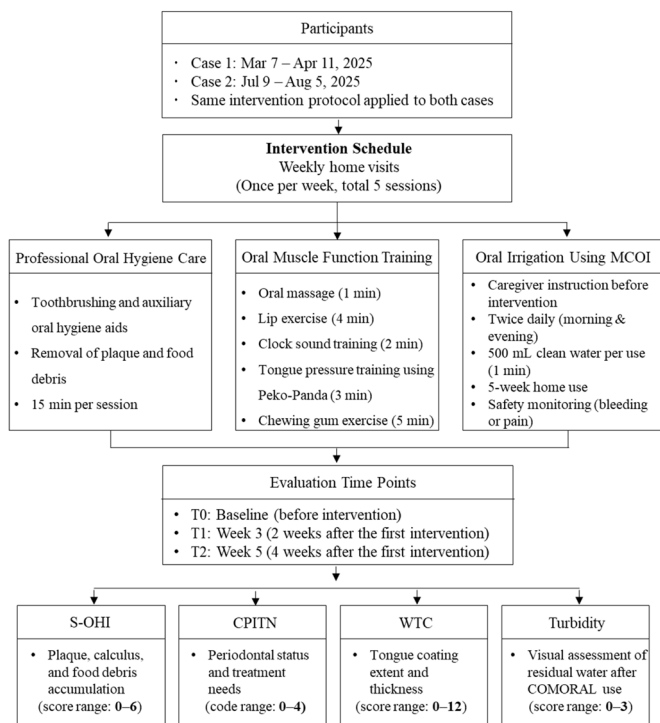 Participants
· Case 1: Mar 7 – Apr 11, 2025
· Case 2: Jul 9 – Aug 5, 2025
· Same intervention protocol applied to both cases
Intervention Schedule
Weekly home visits
(Once per week, total 5 sessions)
Professional Oral Hygiene Care
• Toothbrushing and auxiliary
oral hygiene aids
• Removal of plaque and food
debris
• 15 min per session
Oral Muscle Function Training
• Oral massage (1 min)
• Lip exercise (4 min)
• Clock sound training (2 min)
• Tongue pressure training using
Peko-Panda (3 min)
• Chewing gum exercise (5 min)
Oral Irrigation Using MCOI
• Caregiver instruction before
intervention
• Twice daily (morning &
evening)
• 500 mL clean water per use
(1 min)
• 5-week home use
• Safety monitoring (bleeding
or pain)
Evaluation Time Points
• T0: Baseline (before intervention)
• T1: Week 3 (2 weeks after the first intervention)
• T2: Week 5 (4 weeks after the first intervention)
S-OHI
• Plaque, calculus,
and food debris
accumulation
(score range: 0–6)
CPITN
• Periodontal status
and treatment
needs
(code range: 0–4)
WTC
• Tongue coating
extent and
thickness
(score range: 0–12)
Turbidity
• Visual assessment of
residual water after
COMORAL use
(score range: 0–3)